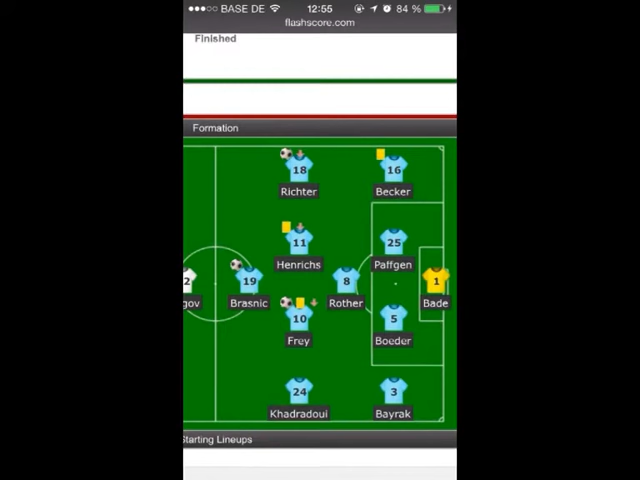 BASE DE 12:55 84 %
flashscore.com
Finished
Formation
18 16
Richter Becker
11 25
Henrichs Paffgen
2 19 8 1
gov Brasnic Rother Bade
10 5
Frey Boeder
24 3
Khadradoui Bayrak
Starting Lineups